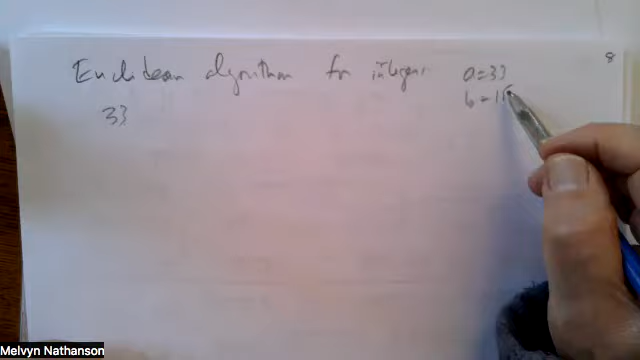 Euclidean algorithm for integers a=33
b=
33
8
Melvyn Nathanson